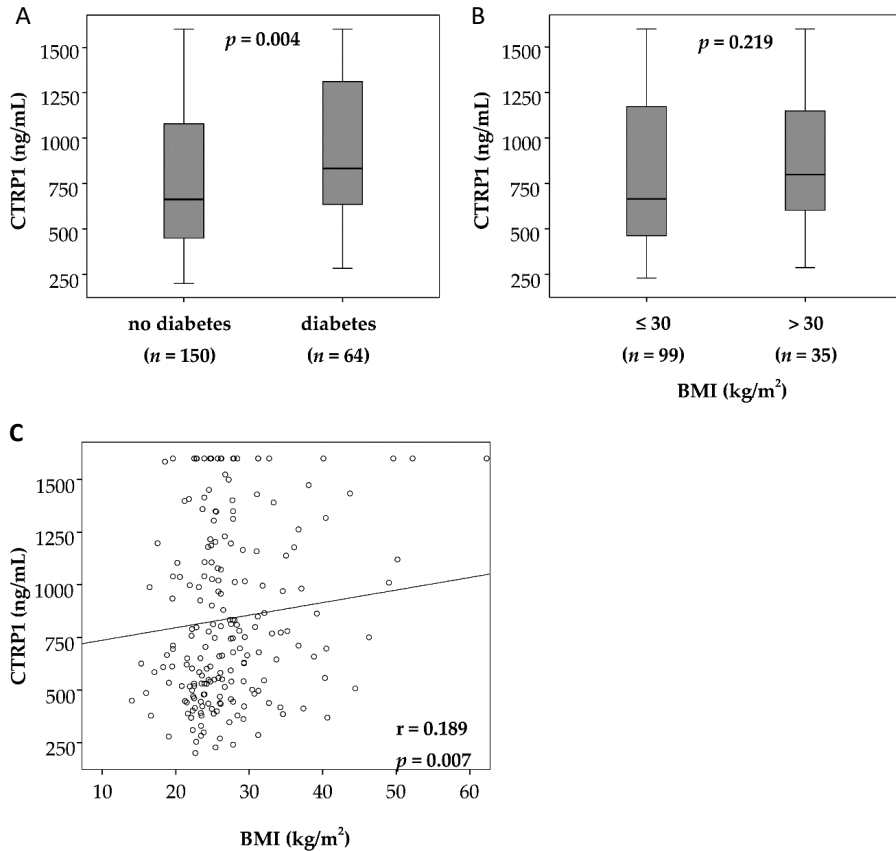 A
p = 0.004
CTRP1 (ng/mL)
1500
1250
1000
750
500
250
no diabetes
diabetes
(n = 150)
(n = 64)
B
p = 0.219
CTRP1 (ng/mL)
1500
1250
1000
750
500
250
≤ 30
> 30
(n = 99)
(n = 35)
BMI (kg/m²)
C
CTRP1 (ng/mL)
1500
1250
1000
750
500
250
r = 0.189
p = 0.007
10 20 30 40 50 60
BMI (kg/m²)